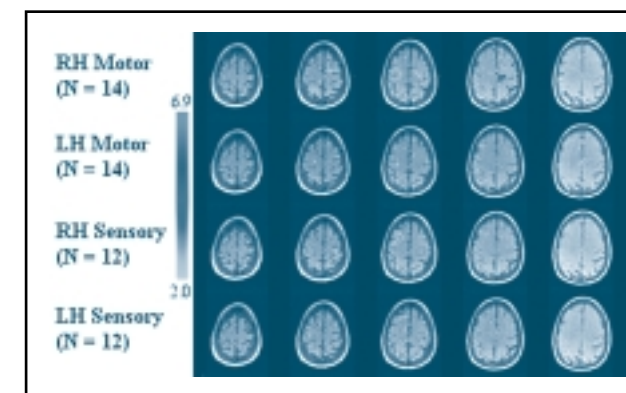 RH Motor
(N = 14)
6.9
LH Motor
(N = 14)
RH Sensory
(N = 12)
2.0
LH Sensory
(N = 12)